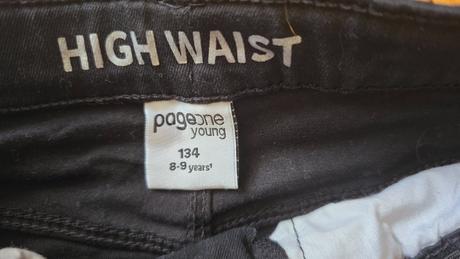 HIGH WAIST
pageone
young
134
8-9 years¹